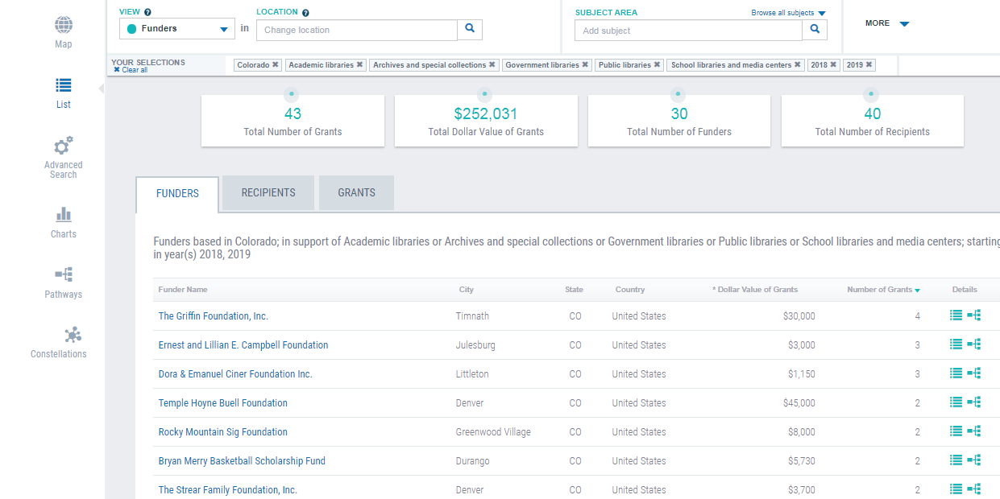 VIEW ?
LOCATION ?
SUBJECT AREA
Browse all subjects
Funders
in
Change location
Add subject
MORE
YOUR SELECTIONS
Clear all
Colorado
Academic libraries
Archives and special collections
Government libraries
Public libraries
School libraries and media centers
2018
2019
Map
List
Advanced
Search
Charts
Pathways
Constellations
43
Total Number of Grants
$252,031
Total Dollar Value of Grants
30
Total Number of Funders
40
Total Number of Recipients
FUNDERS RECIPIENTS GRANTS
Funders based in Colorado; in support of Academic libraries or Archives and special collections or Government libraries or Public libraries or School libraries and media centers; starting
in year(s) 2018, 2019
Funder Name City State Country * Dollar Value of Grants Number of Grants Details
The Griffin Foundation, Inc. Timnath CO United States $30,000 4
Ernest and Lillian E. Campbell Foundation Julesburg CO United States $3,000 3
Dora & Emanuel Ciner Foundation Inc. Littleton CO United States $1,150 3
Temple Hoyne Buell Foundation Denver CO United States $45,000 2
Rocky Mountain Sig Foundation Greenwood Village CO United States $8,000 2
Bryan Merry Basketball Scholarship Fund Durango CO United States $5,730 2
The Strear Family Foundation, Inc. Denver CO United States $3,700 2